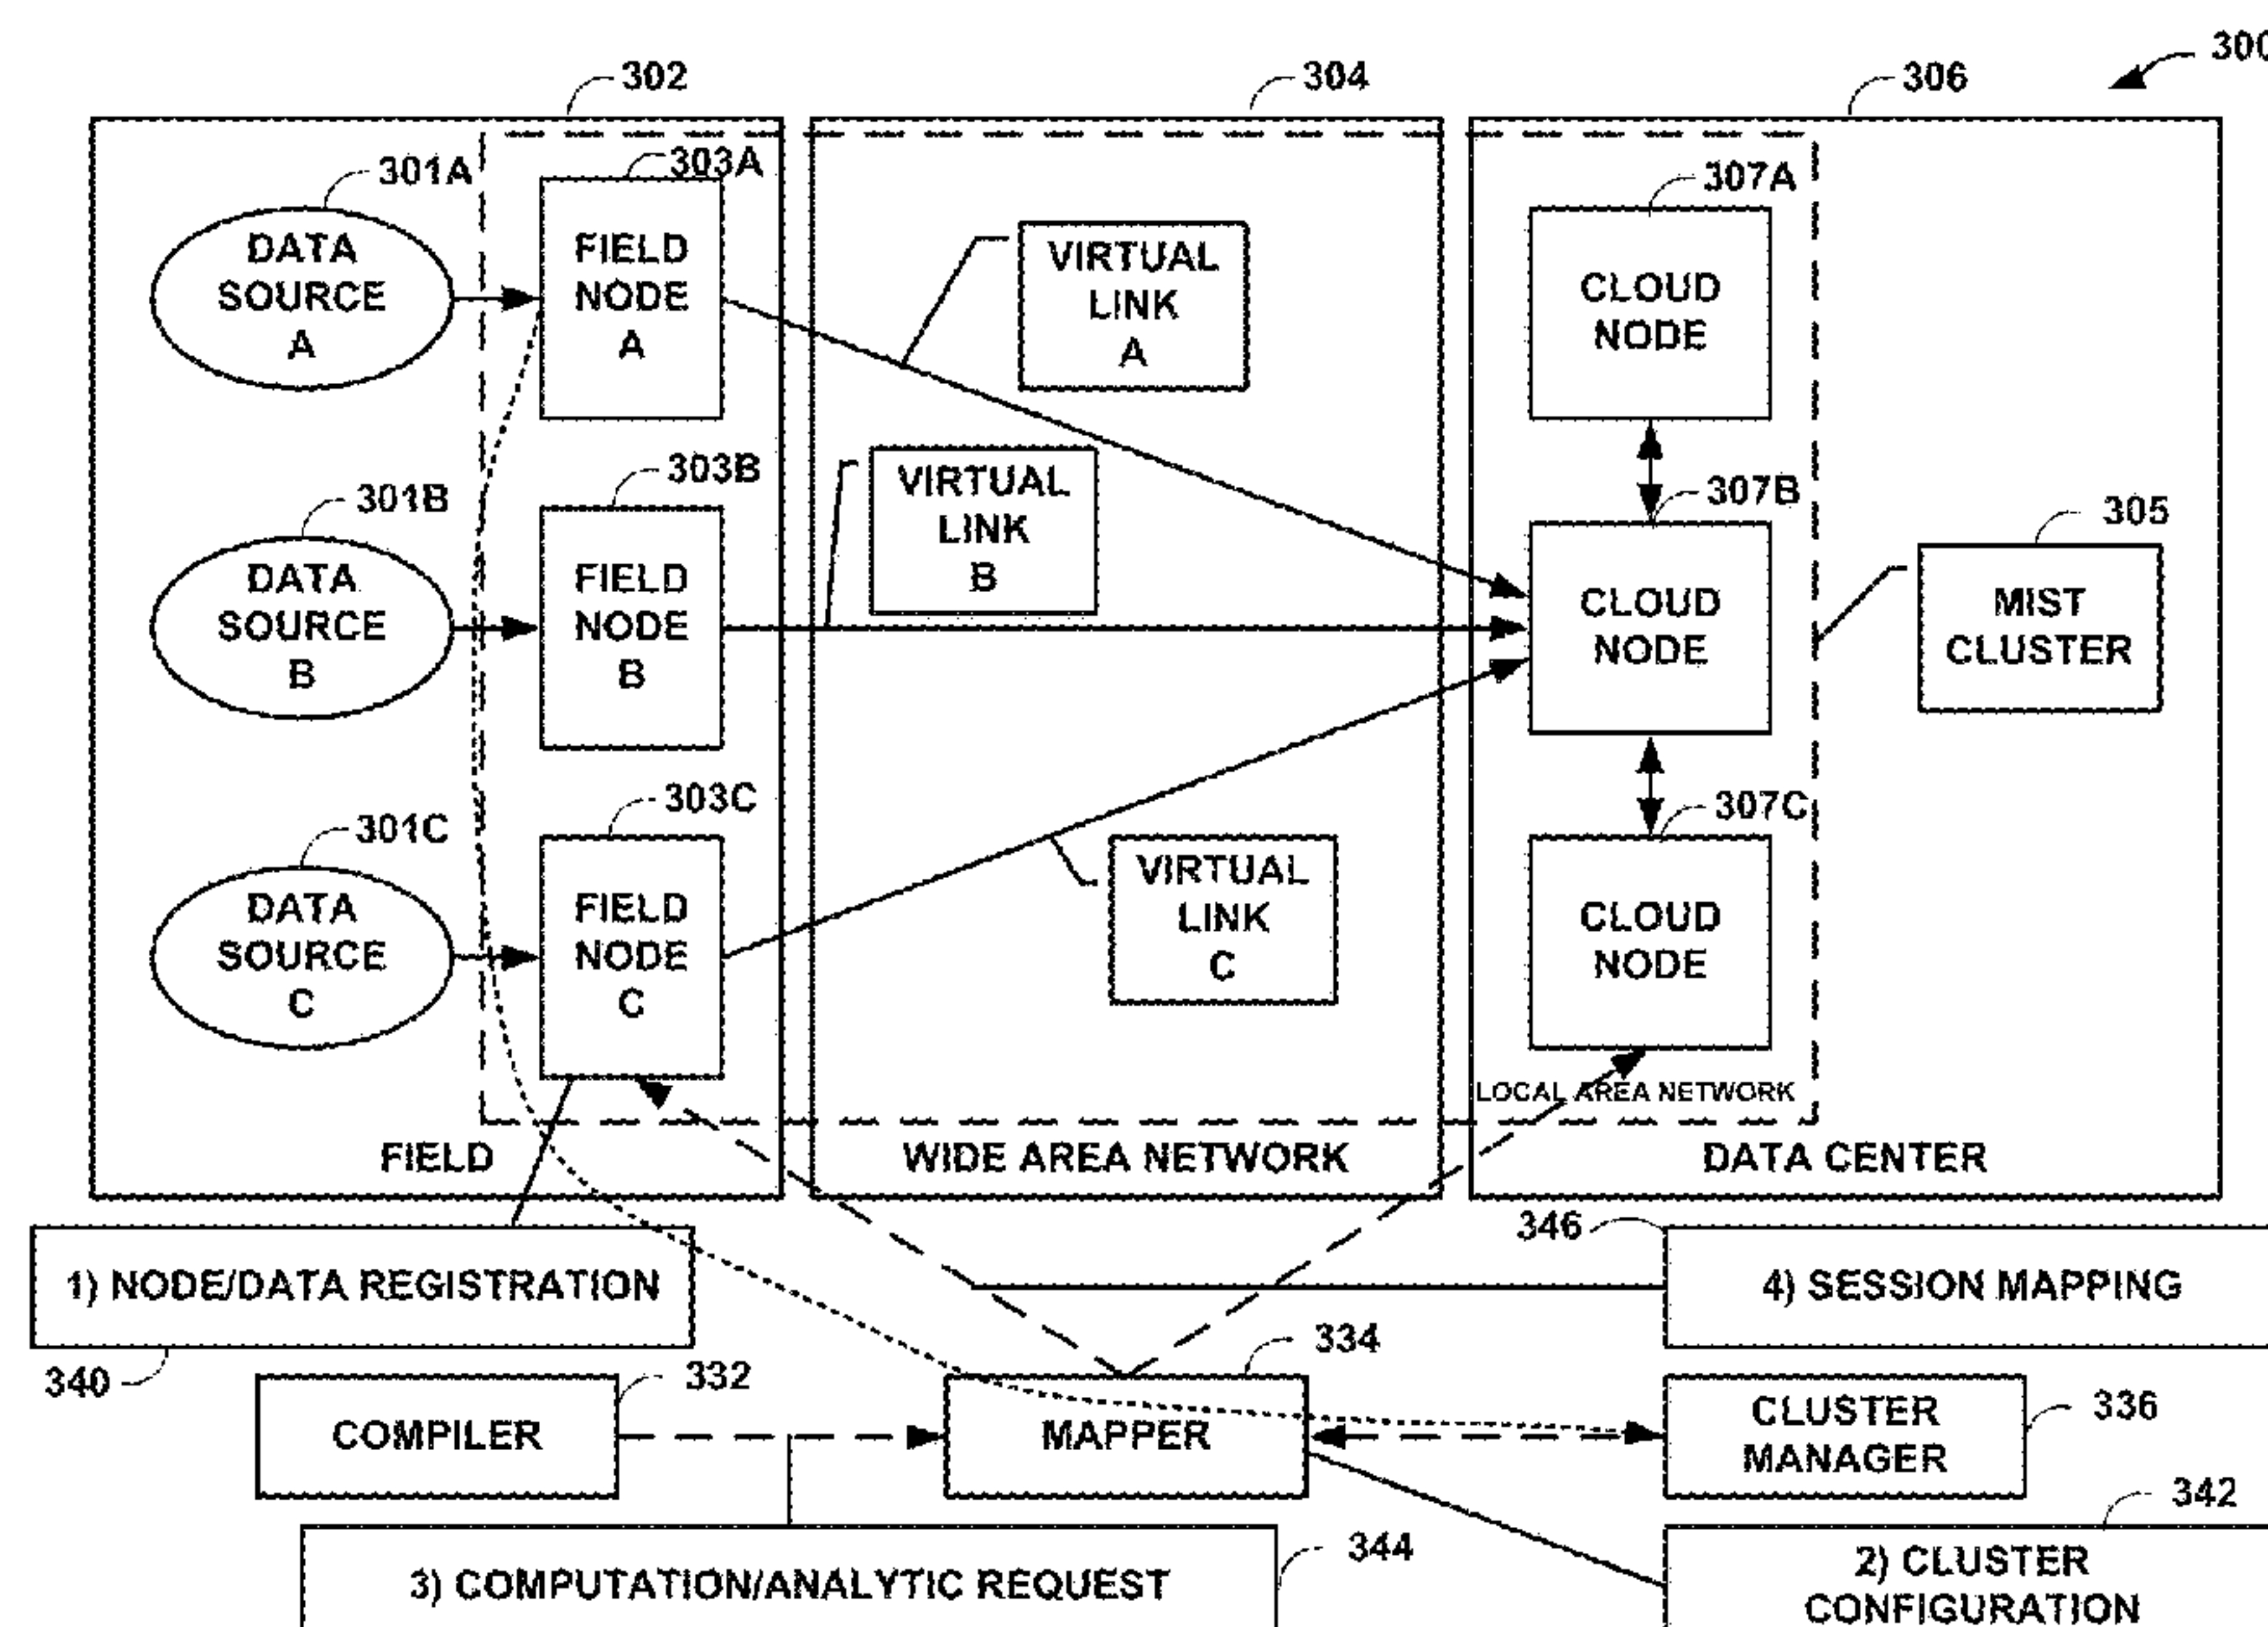 300
302
304
306
301A
303A
307A
DATA
SOURCE
A
FIELD
NODE
A
VIRTUAL
LINK
A
CLOUD
NODE
301B
303B
307B
305
DATA
SOURCE
B
FIELD
NODE
B
VIRTUAL
LINK
B
CLOUD
NODE
MIST
CLUSTER
301C
303C
307C
DATA
SOURCE
C
FIELD
NODE
C
VIRTUAL
LINK
C
CLOUD
NODE
LOCAL AREA NETWORK
FIELD
WIDE AREA NETWORK
DATA CENTER
346
1) NODE/DATA REGISTRATION
4) SESSION MAPPING
340
332
334
336
COMPILER
MAPPER
CLUSTER
MANAGER
342
344
3) COMPUTATION/ANALYTIC REQUEST
2) CLUSTER
CONFIGURATION